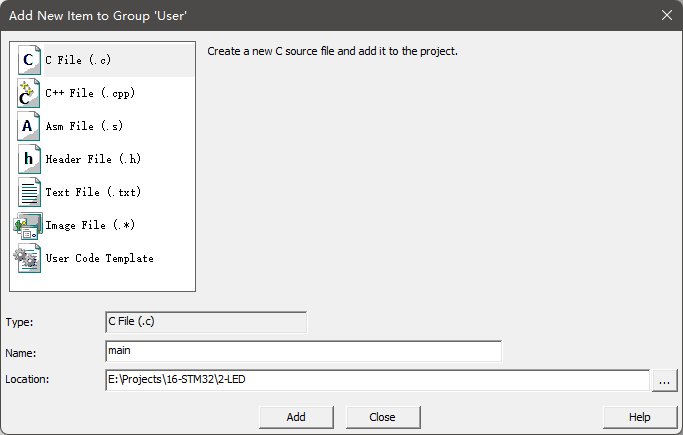 Add New Item to Group 'User'
C File (.c)
C++ File (.cpp)
Asm File (.s)
Header File (.h)
Text File (.txt)
Image File (.*)
User Code Template
Create a new C source file and add it to the project.
Type:
C File (.c)
Name:
main
Location:
E:\Projects\16-STM32\2-LED
...
Add
Close
Help